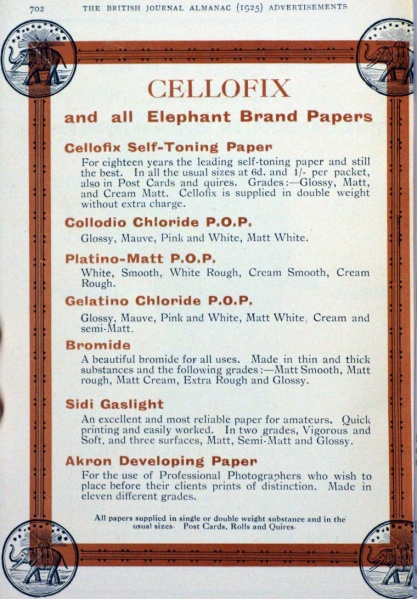 702 THE BRITISH JOURNAL ALMANAC (1925) ADVERTISEMENTS
CELLOFIX
and all Elephant Brand Papers
Cellofix Self-Toning Paper
For eighteen years the leading self-toning paper and still
the best. In all the usual sizes at 6d. and 1/- per packet,
also in Post Cards and quires. Grades:—Glossy, Matt,
and Cream Matt. Cellofix is supplied in double weight
without extra charge.
Collodio Chloride P.O.P.
Glossy, Mauve, Pink and White, Matt White.
Platino-Matt P.O.P.
White, Smooth, White Rough, Cream Smooth, Cream
Rough.
Gelatino Chloride P.O.P.
Glossy, Mauve, Pink and White, Matt White, Cream and
semi-Matt.
Bromide
A beautiful bromide for all uses. Made in thin and thick
substances and the following grades:—Matt Smooth, Matt
rough, Matt Cream, Extra Rough and Glossy.
Sidi Gaslight
An excellent and most reliable paper for amateurs. Quick
printing and easily worked. In two grades, Vigorous and
Soft, and three surfaces, Matt, Semi-Matt and Glossy.
Akron Developing Paper
For the use of Professional Photographers who wish to
place before their clients prints of distinction. Made in
eleven different grades.
All papers supplied in single or double weight substance and in the
usual sizes- Post Cards, Rolls and Quires-